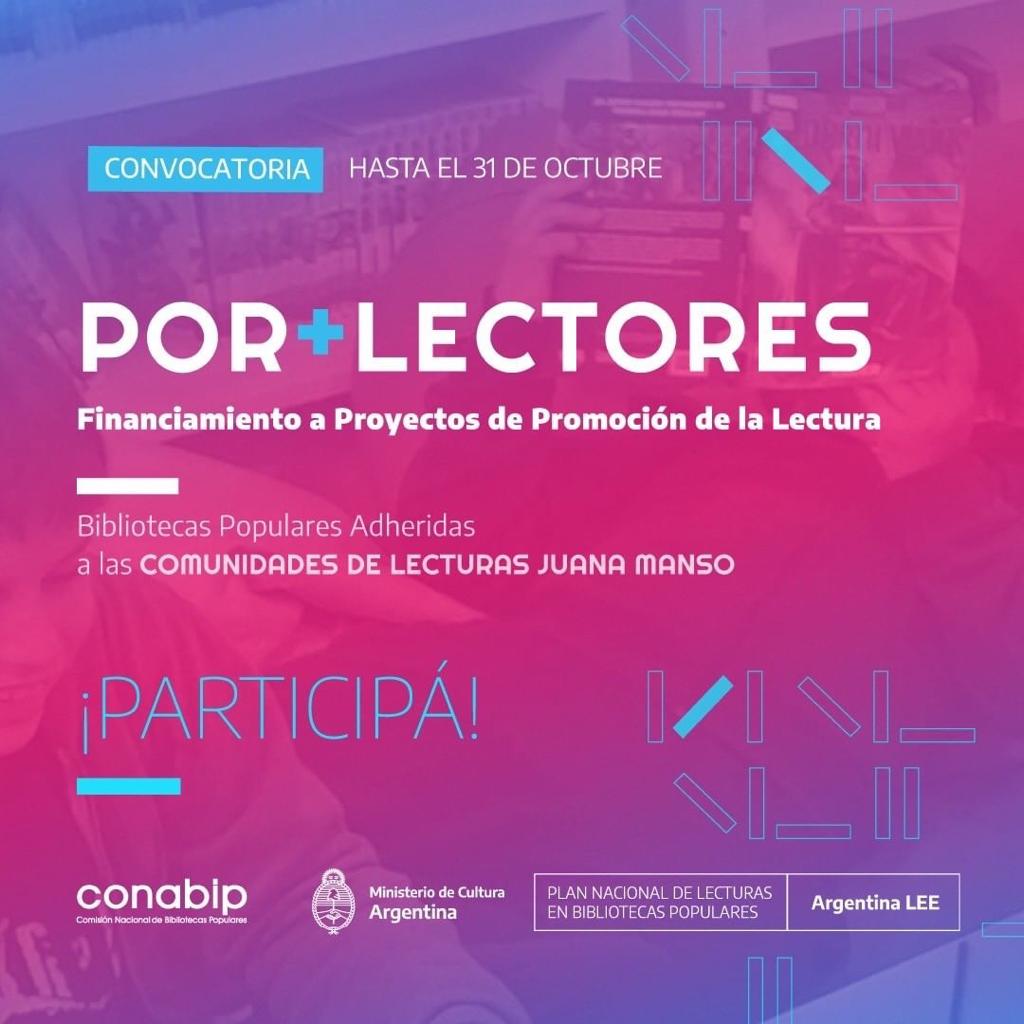 CONVOCATORIA HASTA EL 31 DE OCTUBRE
POR+LECTORES
Financiamiento a Proyectos de Promoción de la Lectura
Bibliotecas Populares Adheridas
a las COMUNIDADES DE LECTURAS JUANA MANSO
¡PARTICIPÁ!
conabip
Comisión Nacional de Bibliotecas Populares
Ministerio de Cultura
Argentina
PLAN NACIONAL DE LECTURAS
EN BIBLIOTECAS POPULARES
Argentina LEE